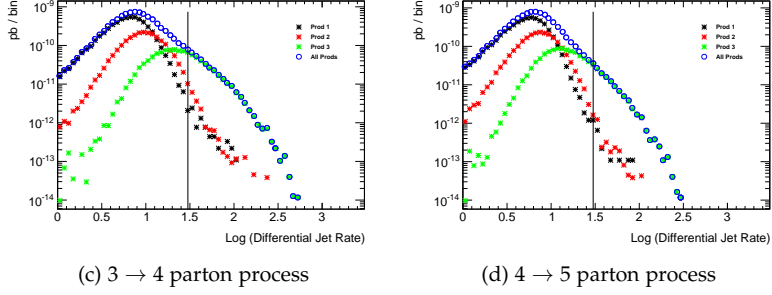 pb / bin
10^-9
10^-10
10^-11
10^-12
10^-13
10^-14
0 0.5 1 1.5 2 2.5 3
Log (Differential Jet Rate)
Prod 1
Prod 2
Prod 3
All Prods
(c) 3 → 4 parton process
pb / bin
10^-9
10^-10
10^-11
10^-12
10^-13
10^-14
0 0.5 1 1.5 2 2.5 3
Log (Differential Jet Rate)
Prod 1
Prod 2
Prod 3
All Prods
(d) 4 → 5 parton process